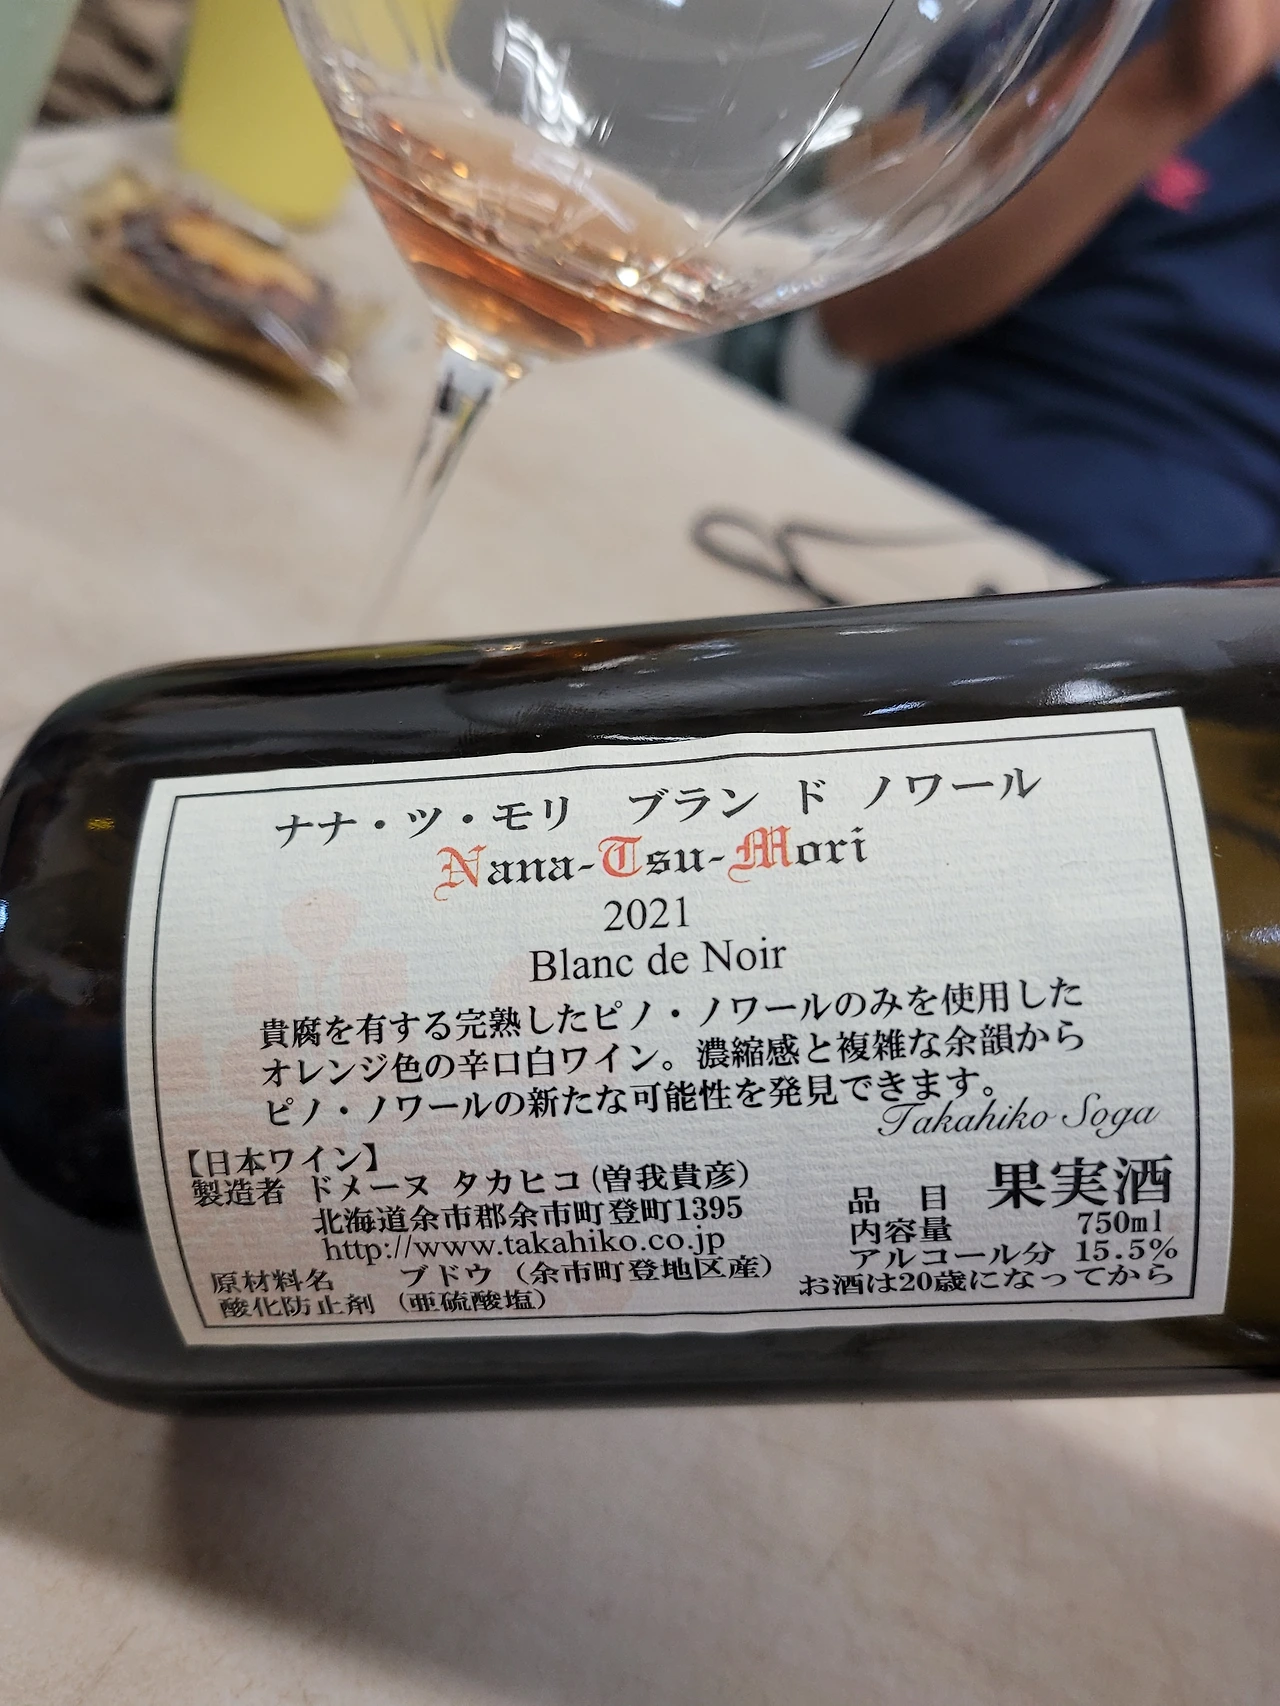 ナナ・ツ・モリ ブラン ド ノワール
Nana-Tsu-Mori
2021
Blanc de Noir
貴腐を有する完熟したピノ・ノワールのみを使用した
オレンジ色の辛口白ワイン。濃縮感と複雑な余韻から
ピノ・ノワールの新たな可能性を発見できます。
Takahiko Soga
【日本ワイン】
製造者 ドメーヌ タカヒコ(曽我貴彦)
北海道余市郡余市町登町1395
http://www.takahiko.co.jp
原材料名 ブドウ(余市町登地区産)
酸化防止剤 (亜硫酸塩)
品 目 果実酒
内容量 750ml
アルコール分 15.5%
お酒は20歳になってから